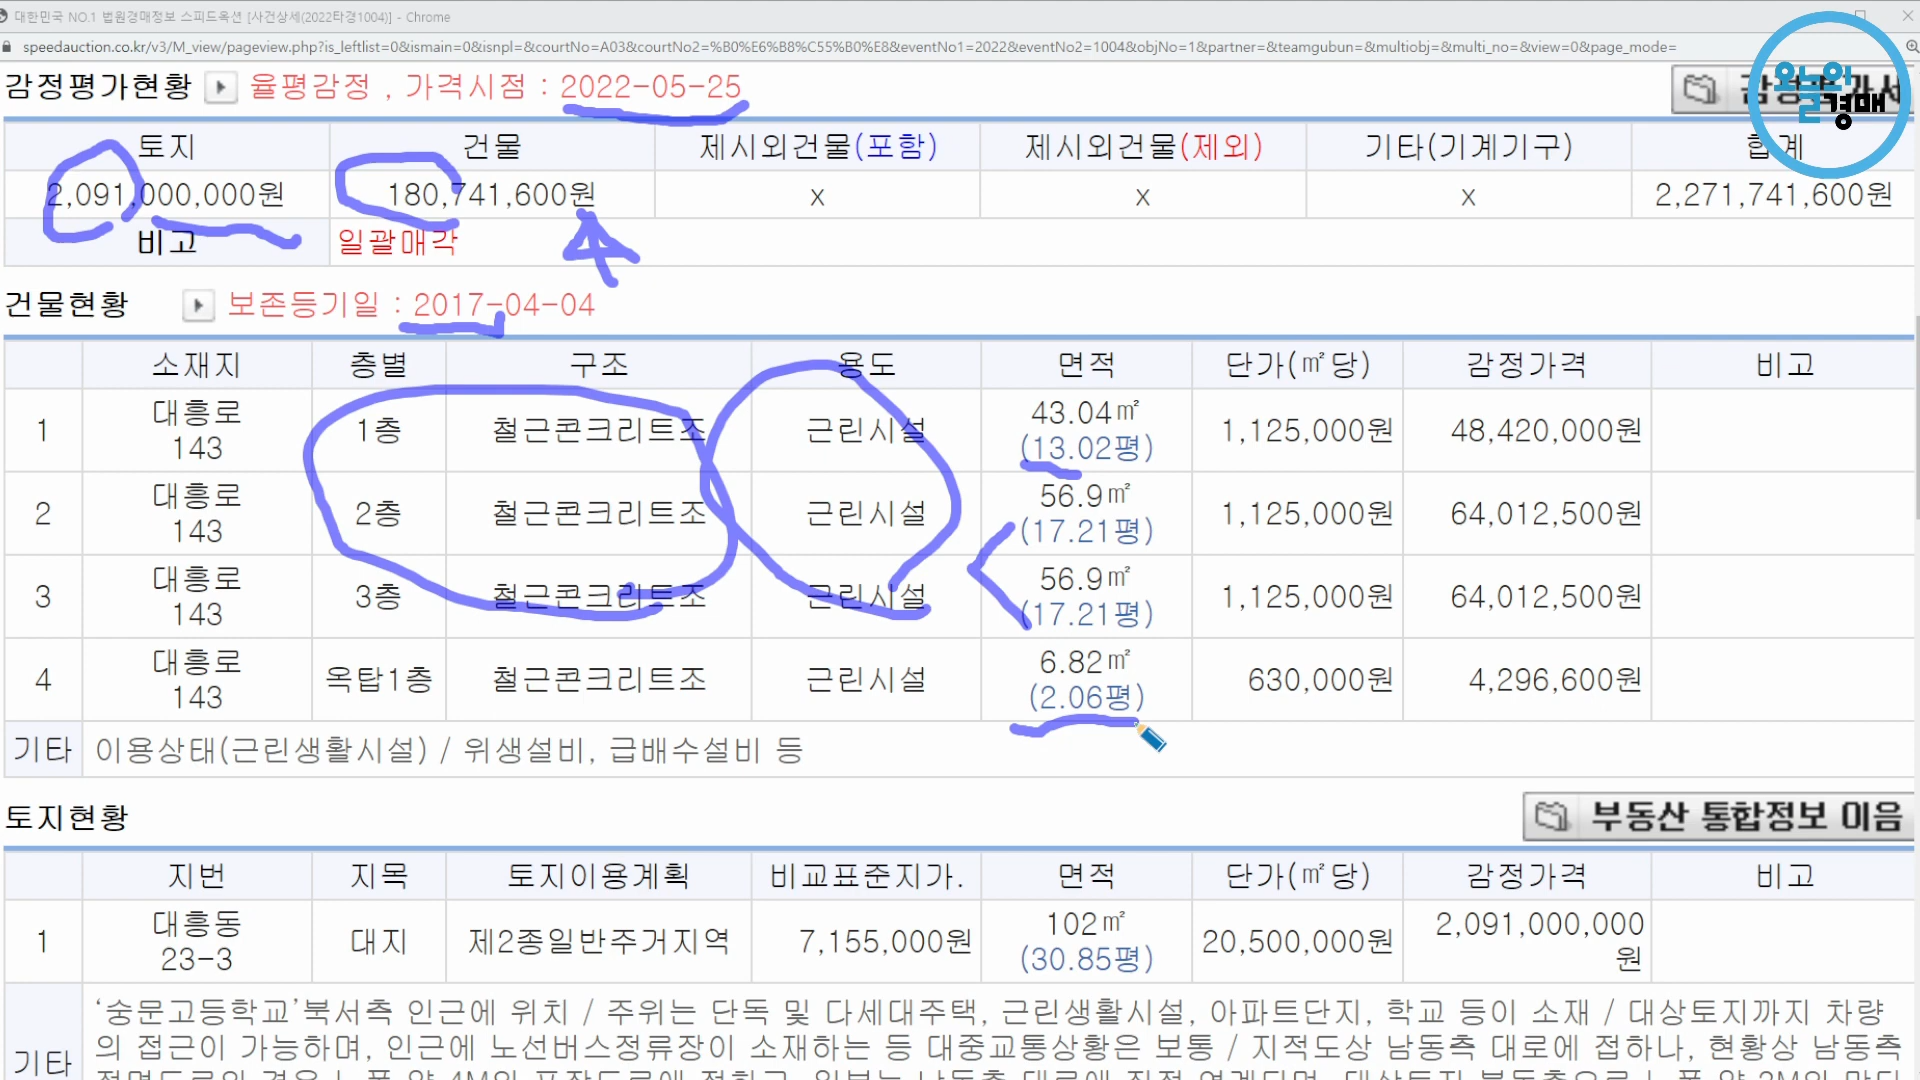 대한민국 NO.1 법원경매정보 스피드옥션 [사건상세(2022타경1004)] - Chrome
speedauction.co.kr/v3/M_view/pageview.php?is_leftlist=0&ismain=0&isnpl=&courtNo=A03&courtNo2=%B0%E6%B8%C55%B0%E8&eventNo1=2022&eventNo2=1004&objNo=1&partner=&teamgubun=&multiobj=&multi_no=&view=0&page_mode=
감정평가현황 율평감정 , 가격시점 : 2022-05-25
오늘의
경매
토지 건물 제시외건물(포함) 제시외건물(제외) 기타(기계기구) 합계
2,091,000,000원 180,741,600원 x x x 2,271,741,600원
비고 일괄매각
건물현황 보존등기일 : 2017-04-04
소재지 층별 구조 용도 면적 단가(㎡당) 감정가격 비고
1 대흥로 143 1층 철근콘크리트조 근린시설 43.04㎡ (13.02평) 1,125,000원 48,420,000원
2 대흥로 143 2층 철근콘크리트조 근린시설 56.9㎡ (17.21평) 1,125,000원 64,012,500원
3 대흥로 143 3층 철근콘크리트조 근린시설 56.9㎡ (17.21평) 1,125,000원 64,012,500원
4 대흥로 143 옥탑1층 철근콘크리트조 근린시설 6.82㎡ (2.06평) 630,000원 4,296,600원
기타 이용상태(근린생활시설) / 위생설비, 급배수설비 등
토지현황 부동산 통합정보 이음
지번 지목 토지이용계획 비교표준지가. 면적 단가(㎡당) 감정가격 비고
1 대흥동 23-3 대지 제2종일반주거지역 7,155,000원 102㎡ (30.85평) 20,500,000원 2,091,000,000원
기타 '숭문고등학교'북서측 인근에 위치 / 주위는 단독 및 다세대주택, 근린생활시설, 아파트단지, 학교 등이 소재 / 대상토지까지 차량
의 접근이 가능하며, 인근에 노선버스정류장이 소재하는 등 대중교통상황은 보통 / 지적도상 남동측 대로에 접하나, 현황상 남동측